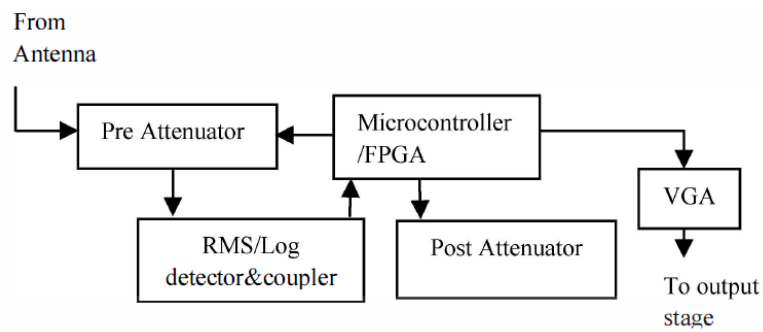 From
Antenna
Pre Attenuator
Microcontroller
/FPGA
VGA
RMS/Log
detector&coupler
Post Attenuator
To output
stage